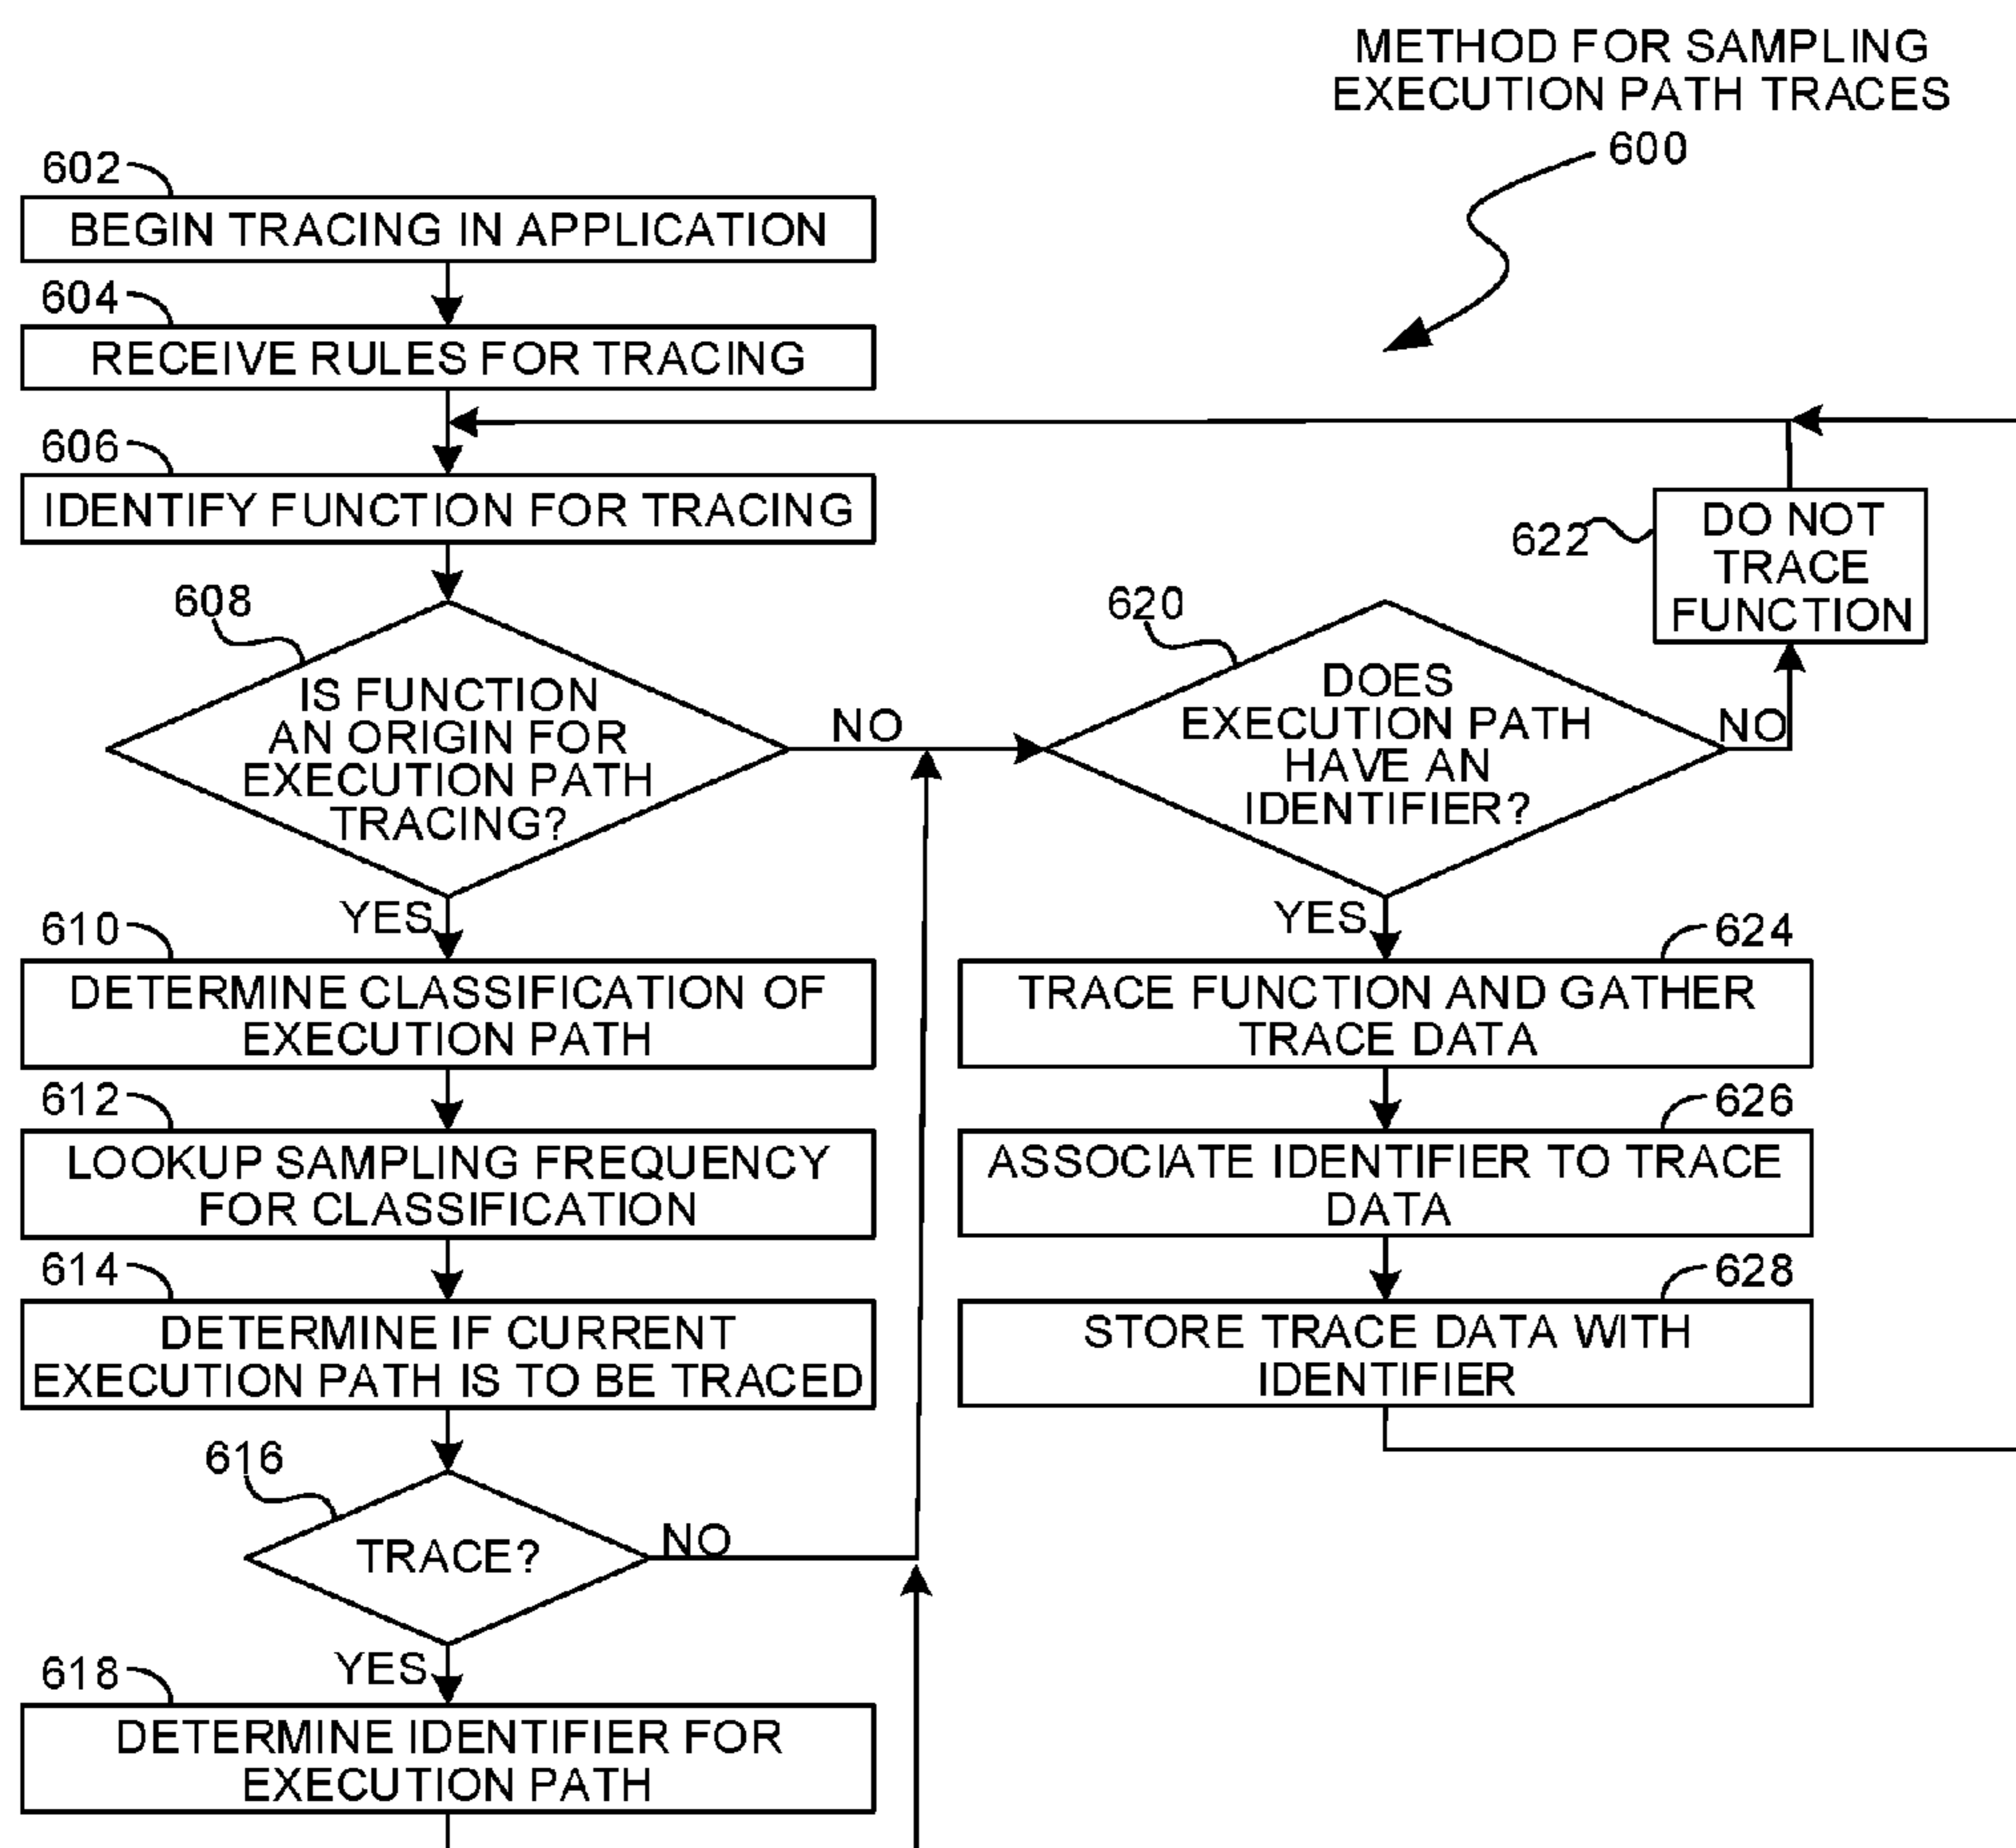 METHOD FOR SAMPLING
EXECUTION PATH TRACES
600
602
BEGIN TRACING IN APPLICATION
604
RECEIVE RULES FOR TRACING
606
IDENTIFY FUNCTION FOR TRACING
608
IS FUNCTION
AN ORIGIN FOR
EXECUTION PATH
TRACING?
NO
YES
610
DETERMINE CLASSIFICATION OF
EXECUTION PATH
612
LOOKUP SAMPLING FREQUENCY
FOR CLASSIFICATION
614
DETERMINE IF CURRENT
EXECUTION PATH IS TO BE TRACED
616
TRACE?
NO
YES
618
DETERMINE IDENTIFIER FOR
EXECUTION PATH
620
DOES
EXECUTION PATH
HAVE AN
IDENTIFIER?
NO
622
DO NOT
TRACE
FUNCTION
YES
624
TRACE FUNCTION AND GATHER
TRACE DATA
626
ASSOCIATE IDENTIFIER TO TRACE
DATA
628
STORE TRACE DATA WITH
IDENTIFIER